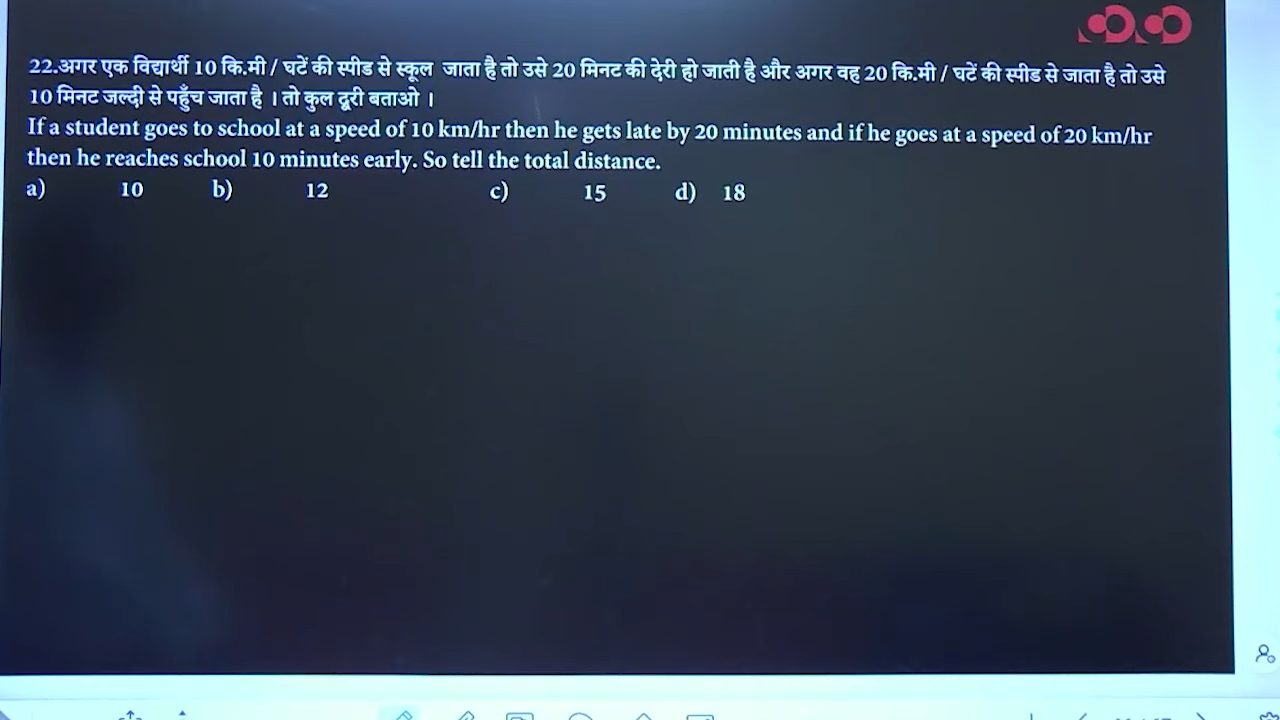 22.अगर एक विद्यार्थी 10 कि.मी / घटें की स्पीड से स्कूल जाता है तो उसे 20 मिनट की देरी हो जाती है और अगर वह 20 कि.मी / घटें की स्पीड से जाता है तो उसे
10 मिनट जल्दी से पहुँच जाता है । तो कुल दूरी बताओ ।
If a student goes to school at a speed of 10 km/hr then he gets late by 20 minutes and if he goes at a speed of 20 km/hr
then he reaches school 10 minutes early. So tell the total distance.
a) 10 b) 12 c) 15 d) 18